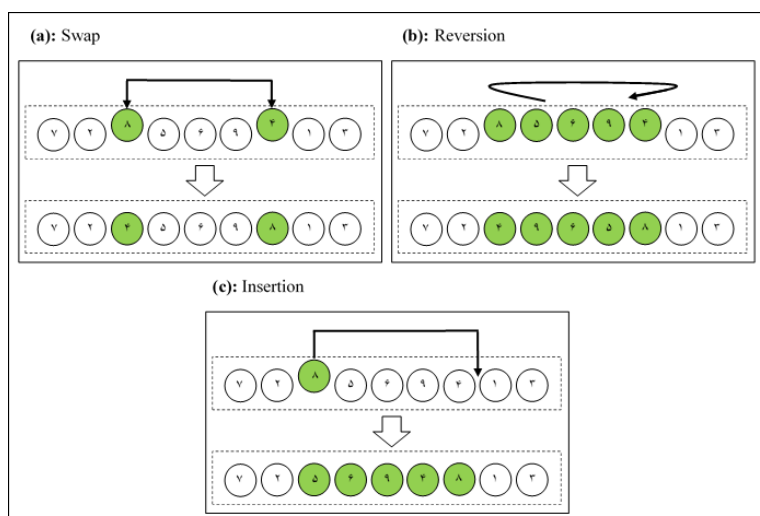 (a): Swap
۷ ۲ ۸ ۵ ۶ ۹ ۴ ۱ ۳
۷ ۲ ۴ ۵ ۶ ۹ ۸ ۱ ۳
(b): Reversion
۷ ۲ ۸ ۵ ۶ ۹ ۴ ۱ ۳
۷ ۲ ۴ ۹ ۶ ۵ ۸ ۱ ۳
(c): Insertion
۷ ۲ ۸ ۵ ۶ ۹ ۴ ۱ ۳
۷ ۲ ۵ ۶ ۹ ۴ ۸ ۱ ۳